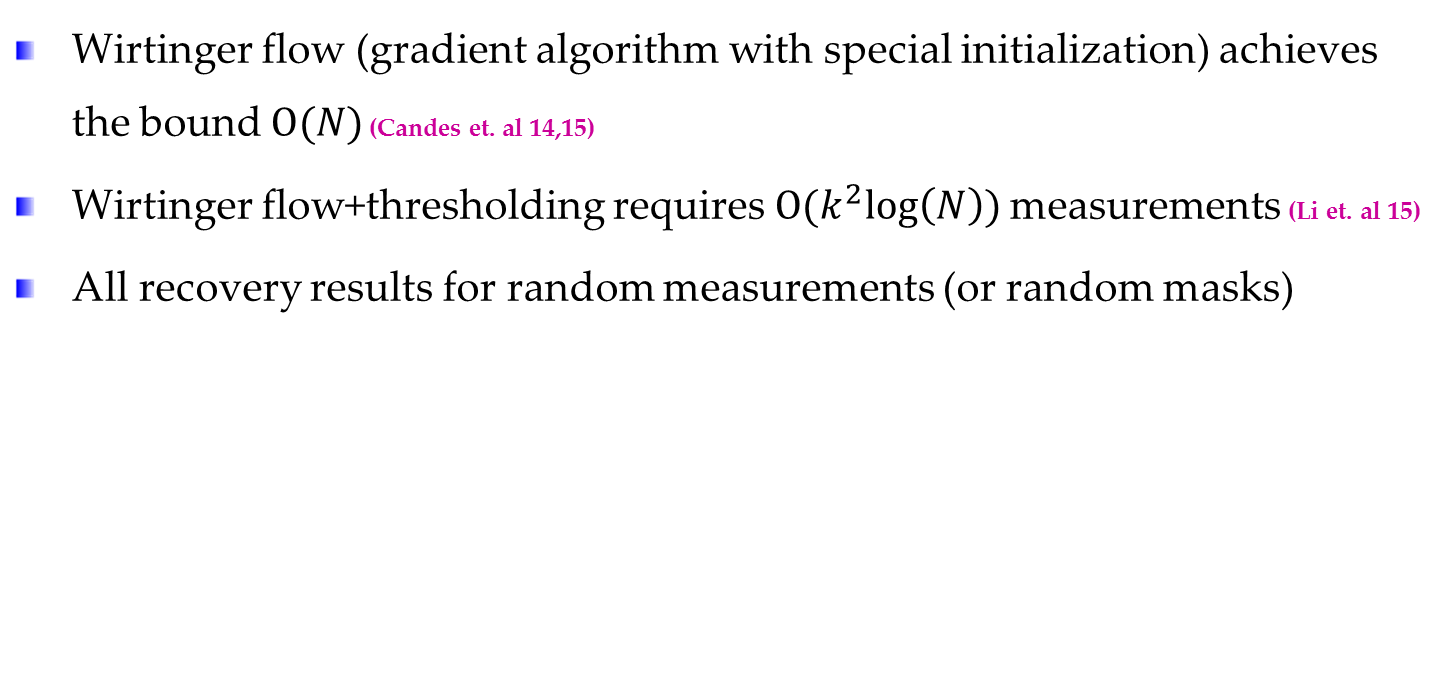 Wirtinger flow (gradient algorithm with special initialization) achieves
the bound O(N) (Candes et. al 14,15)
Wirtinger flow+thresholding requires O(k²log(N)) measurements (Li et. al 15)
All recovery results for random measurements (or random masks)